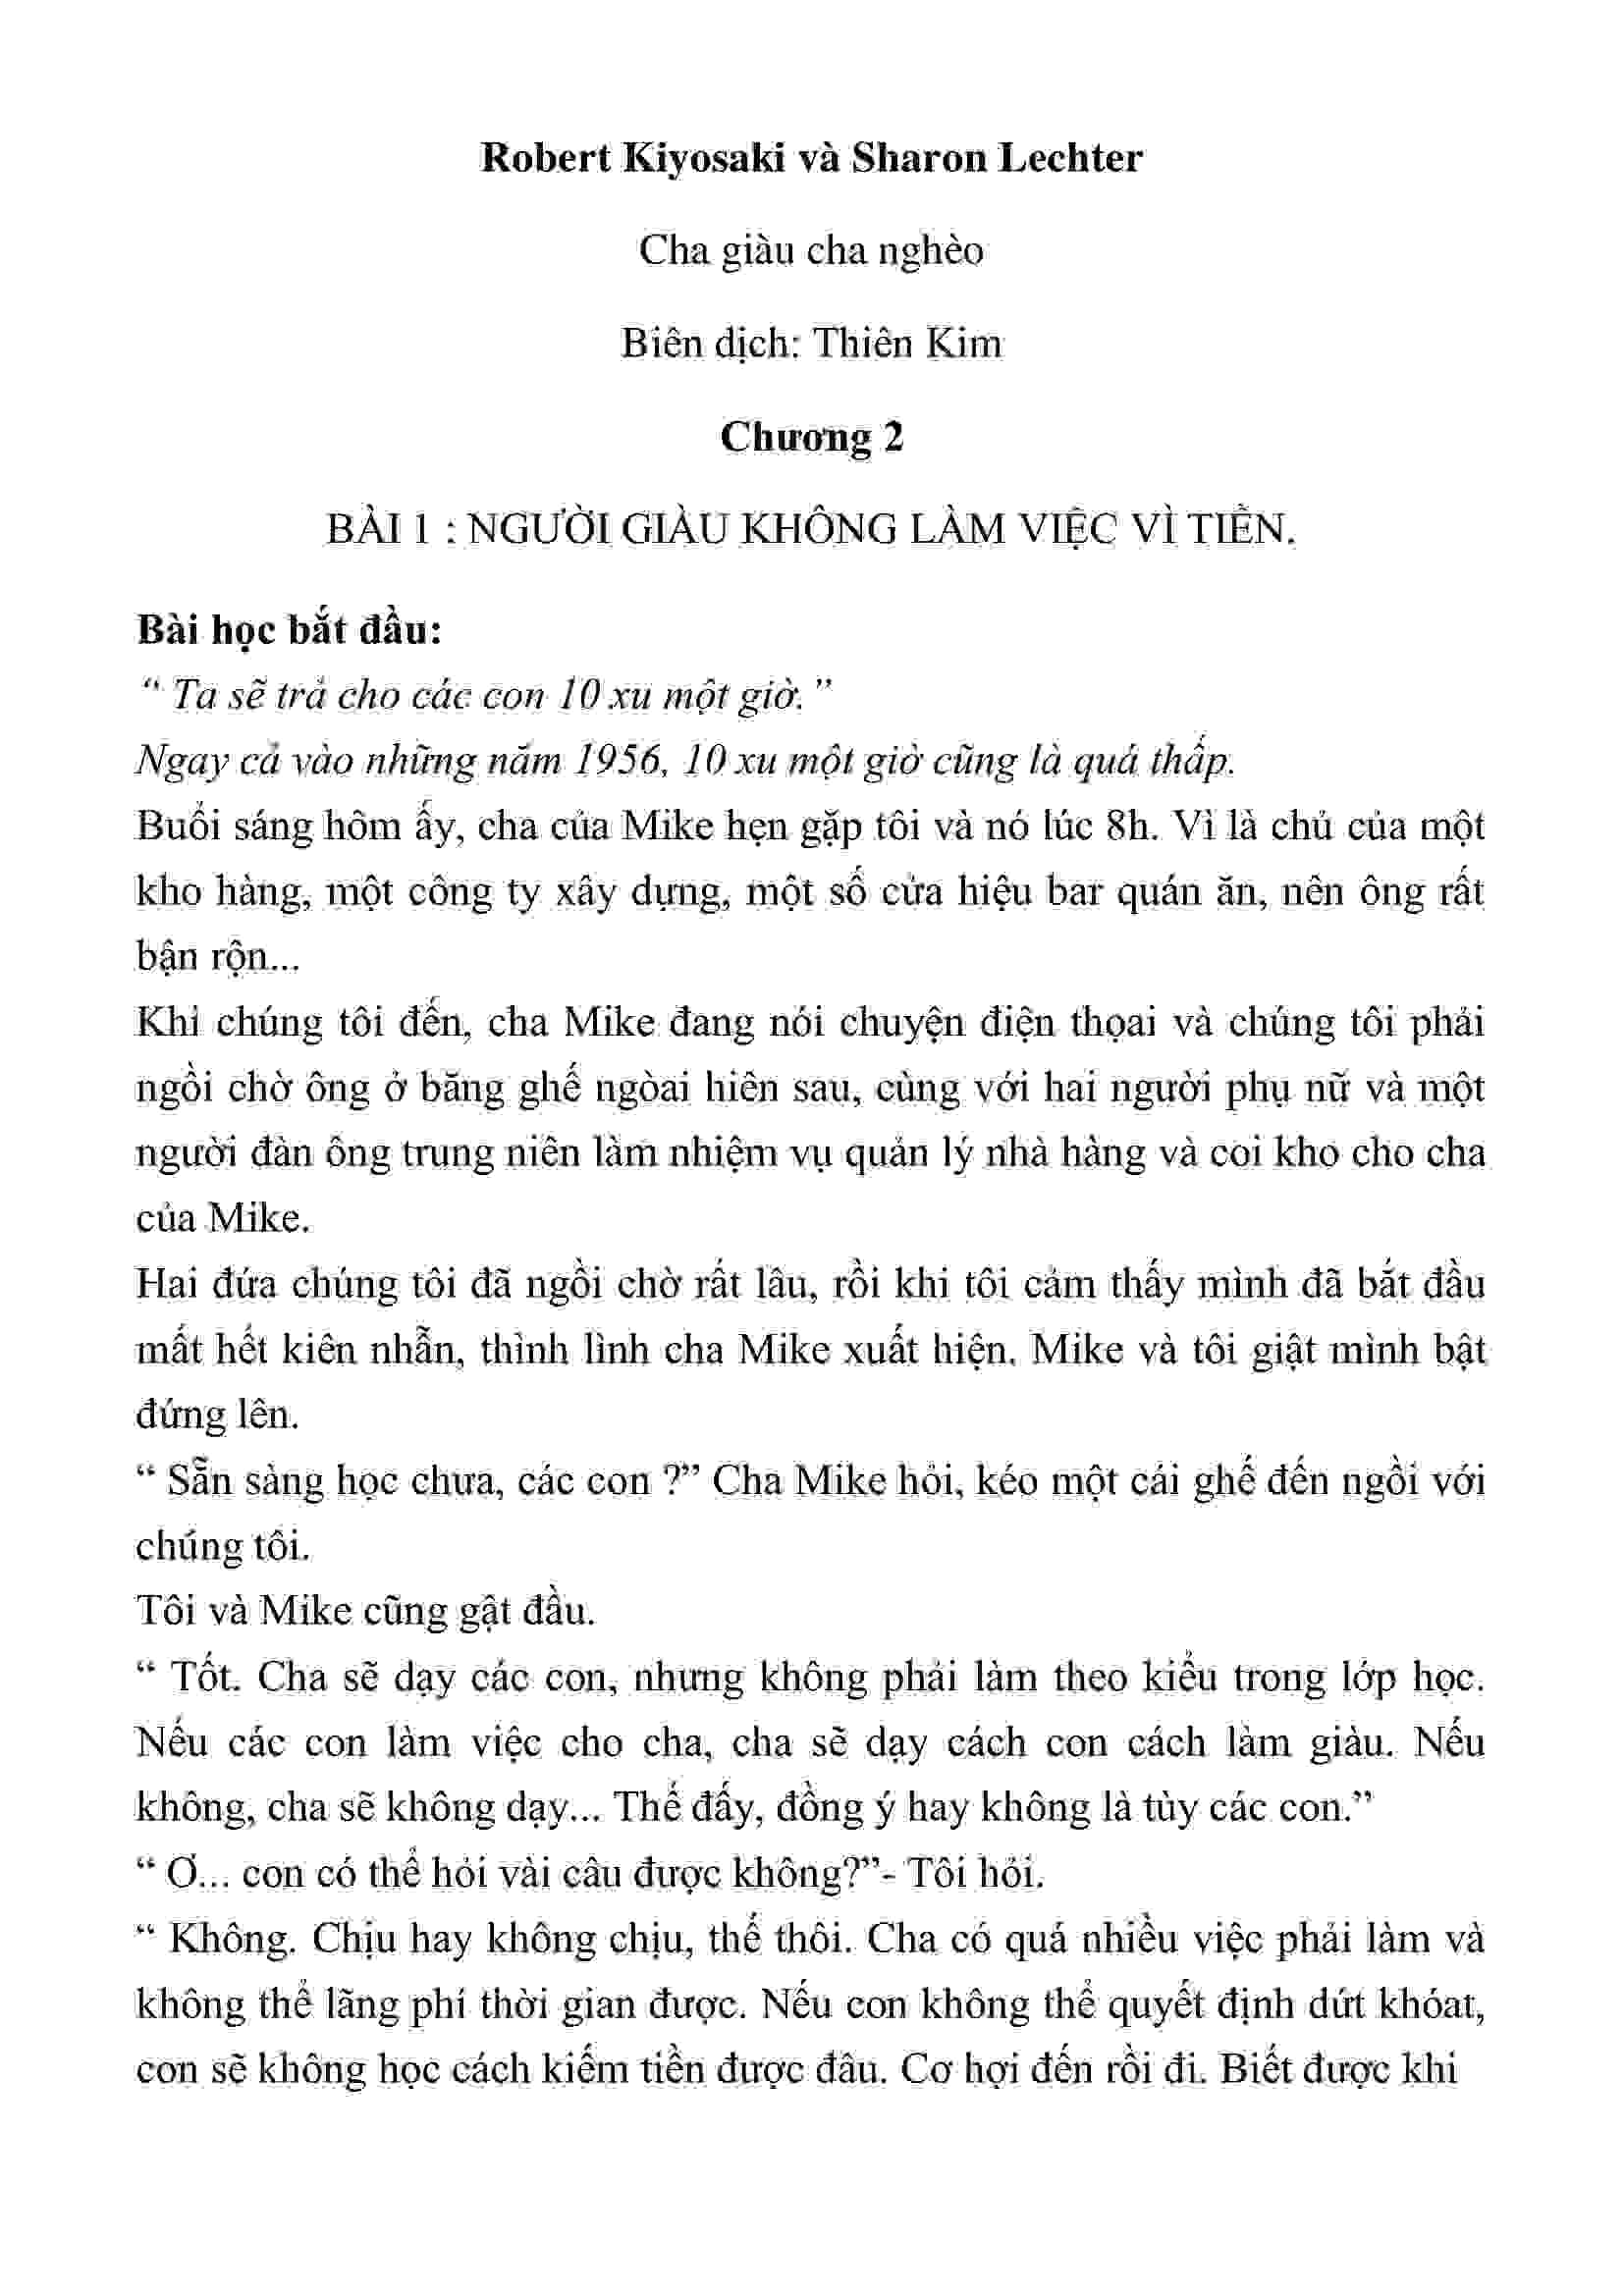 Robert Kiyosaki và Sharon Lechter
Cha giàu cha nghèo
Biên dịch: Thiên Kim
Chương 2
BÀI 1 : NGƯỜI GIÀU KHÔNG LÀM VIỆC VÌ TIỀN.
Bài học bắt đầu:
“ Ta sẽ trả cho các con 10 xu một giờ. ”
Ngay cả vào những năm 1956, 10 xu một giờ cũng là quá thấp.
Buổi sáng hôm ấy, cha của Mike hẹn gặp tôi và nó lúc 8h. Vì là chủ của một
kho hàng, một công ty xây dựng, một số cửa hiệu bar quán ăn, nên ông rất
bận rộn...
Khi chúng tôi đến, cha Mike đang nói chuyện điện thọai và chúng tôi phải
ngồi chờ ông ở băng ghế ngòai hiên sau, cùng với hai người phụ nữ và một
người đàn ông trung niên làm nhiệm vụ quản lý nhà hàng và coi kho cho cha
của Mike.
Hai đứa chúng tôi đã ngồi chờ rất lâu, rồi khi tôi cảm thấy mình đã bắt đầu
mất hết kiên nhẫn, thình lình cha Mike xuất hiện. Mike và tôi giật mình bật
đứng lên.
“ Sẵn sàng học chưa, các con ?” Cha Mike hỏi, kéo một cái ghế đến ngồi với
chúng tôi.
Tôi và Mike cũng gật đầu.
“ Tốt. Cha sẽ dạy các con, nhưng không phải làm theo kiểu trong lớp học.
Nếu các con làm việc cho cha, cha sẽ dạy cách con cách làm giàu. Nếu
không, cha sẽ không dạy... Thế đấy, đồng ý hay không là tùy các con.”
“ Ơ... con có thể hỏi vài câu được không?”- Tôi hỏi.
“ Không. Chịu hay không chịu, thế thôi. Cha có quá nhiều việc phải làm và
không thể lãng phí thời gian được. Nếu con không thể quyết định dứt khóat,
con sẽ không học cách kiếm tiền được đâu. Cơ hợi đến rồi đi. Biết được khi